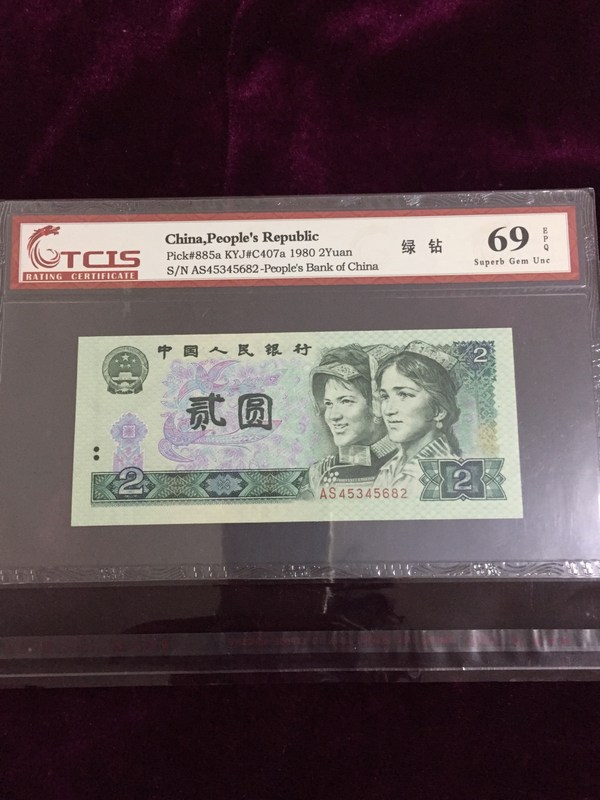 TCIS
RATING CERTIFICATE
China,People's Republic
Pick#885a KYJ#C407a 1980 2Yuan
S/N AS45345682-People's Bank of China
绿钻
69 EPQ
Superb Gem Unc
中国人民银行
贰圆
2
2
AS45345682
2